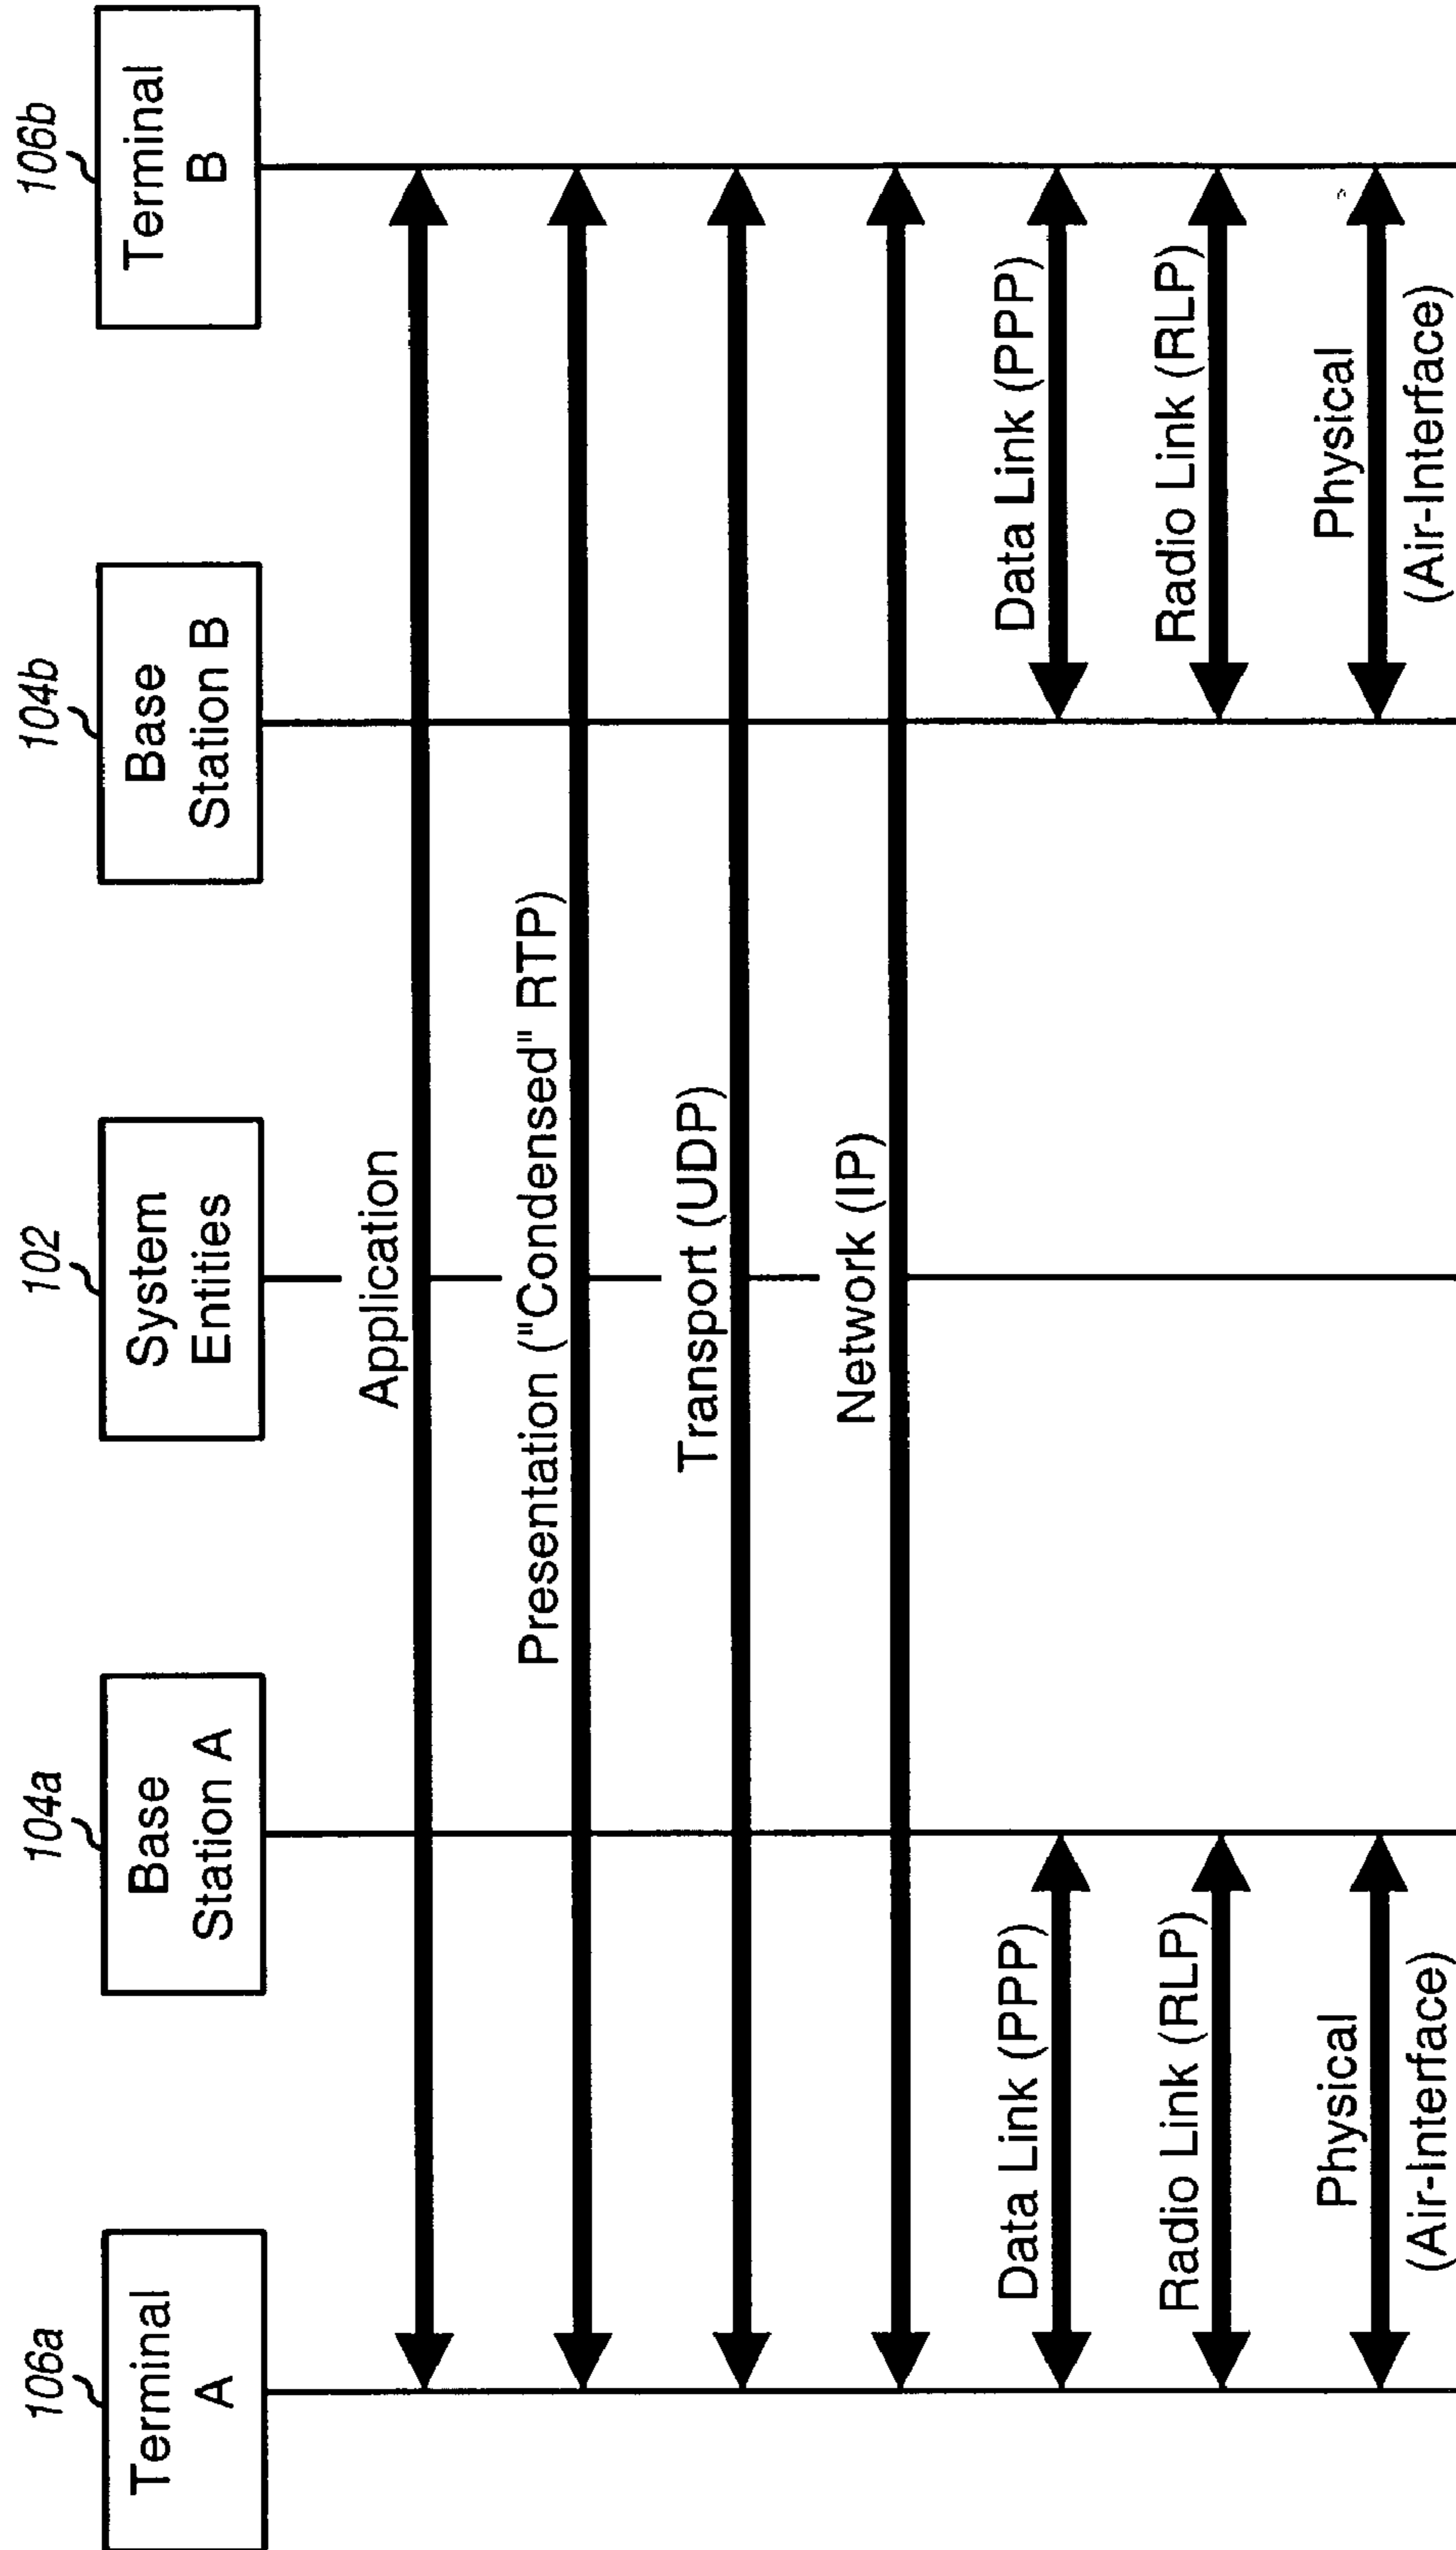 106a
104a
102
104b
106b
Terminal
A
Base
Station A
System
Entities
Base
Station B
Terminal
B
Application
Presentation ("Condensed" RTP)
Transport (UDP)
Network (IP)
Data Link (PPP)
Data Link (PPP)
Radio Link (RLP)
Radio Link (RLP)
Physical
(Air-Interface)
Physical
(Air-Interface)